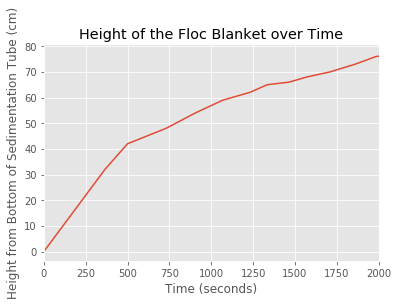 Height of the Floc Blanket over Time
Height from Bottom of Sedimentation Tube (cm)
80
70
60
50
40
30
20
10
0
0 250 500 750 1000 1250 1500 1750 2000
Time (seconds)